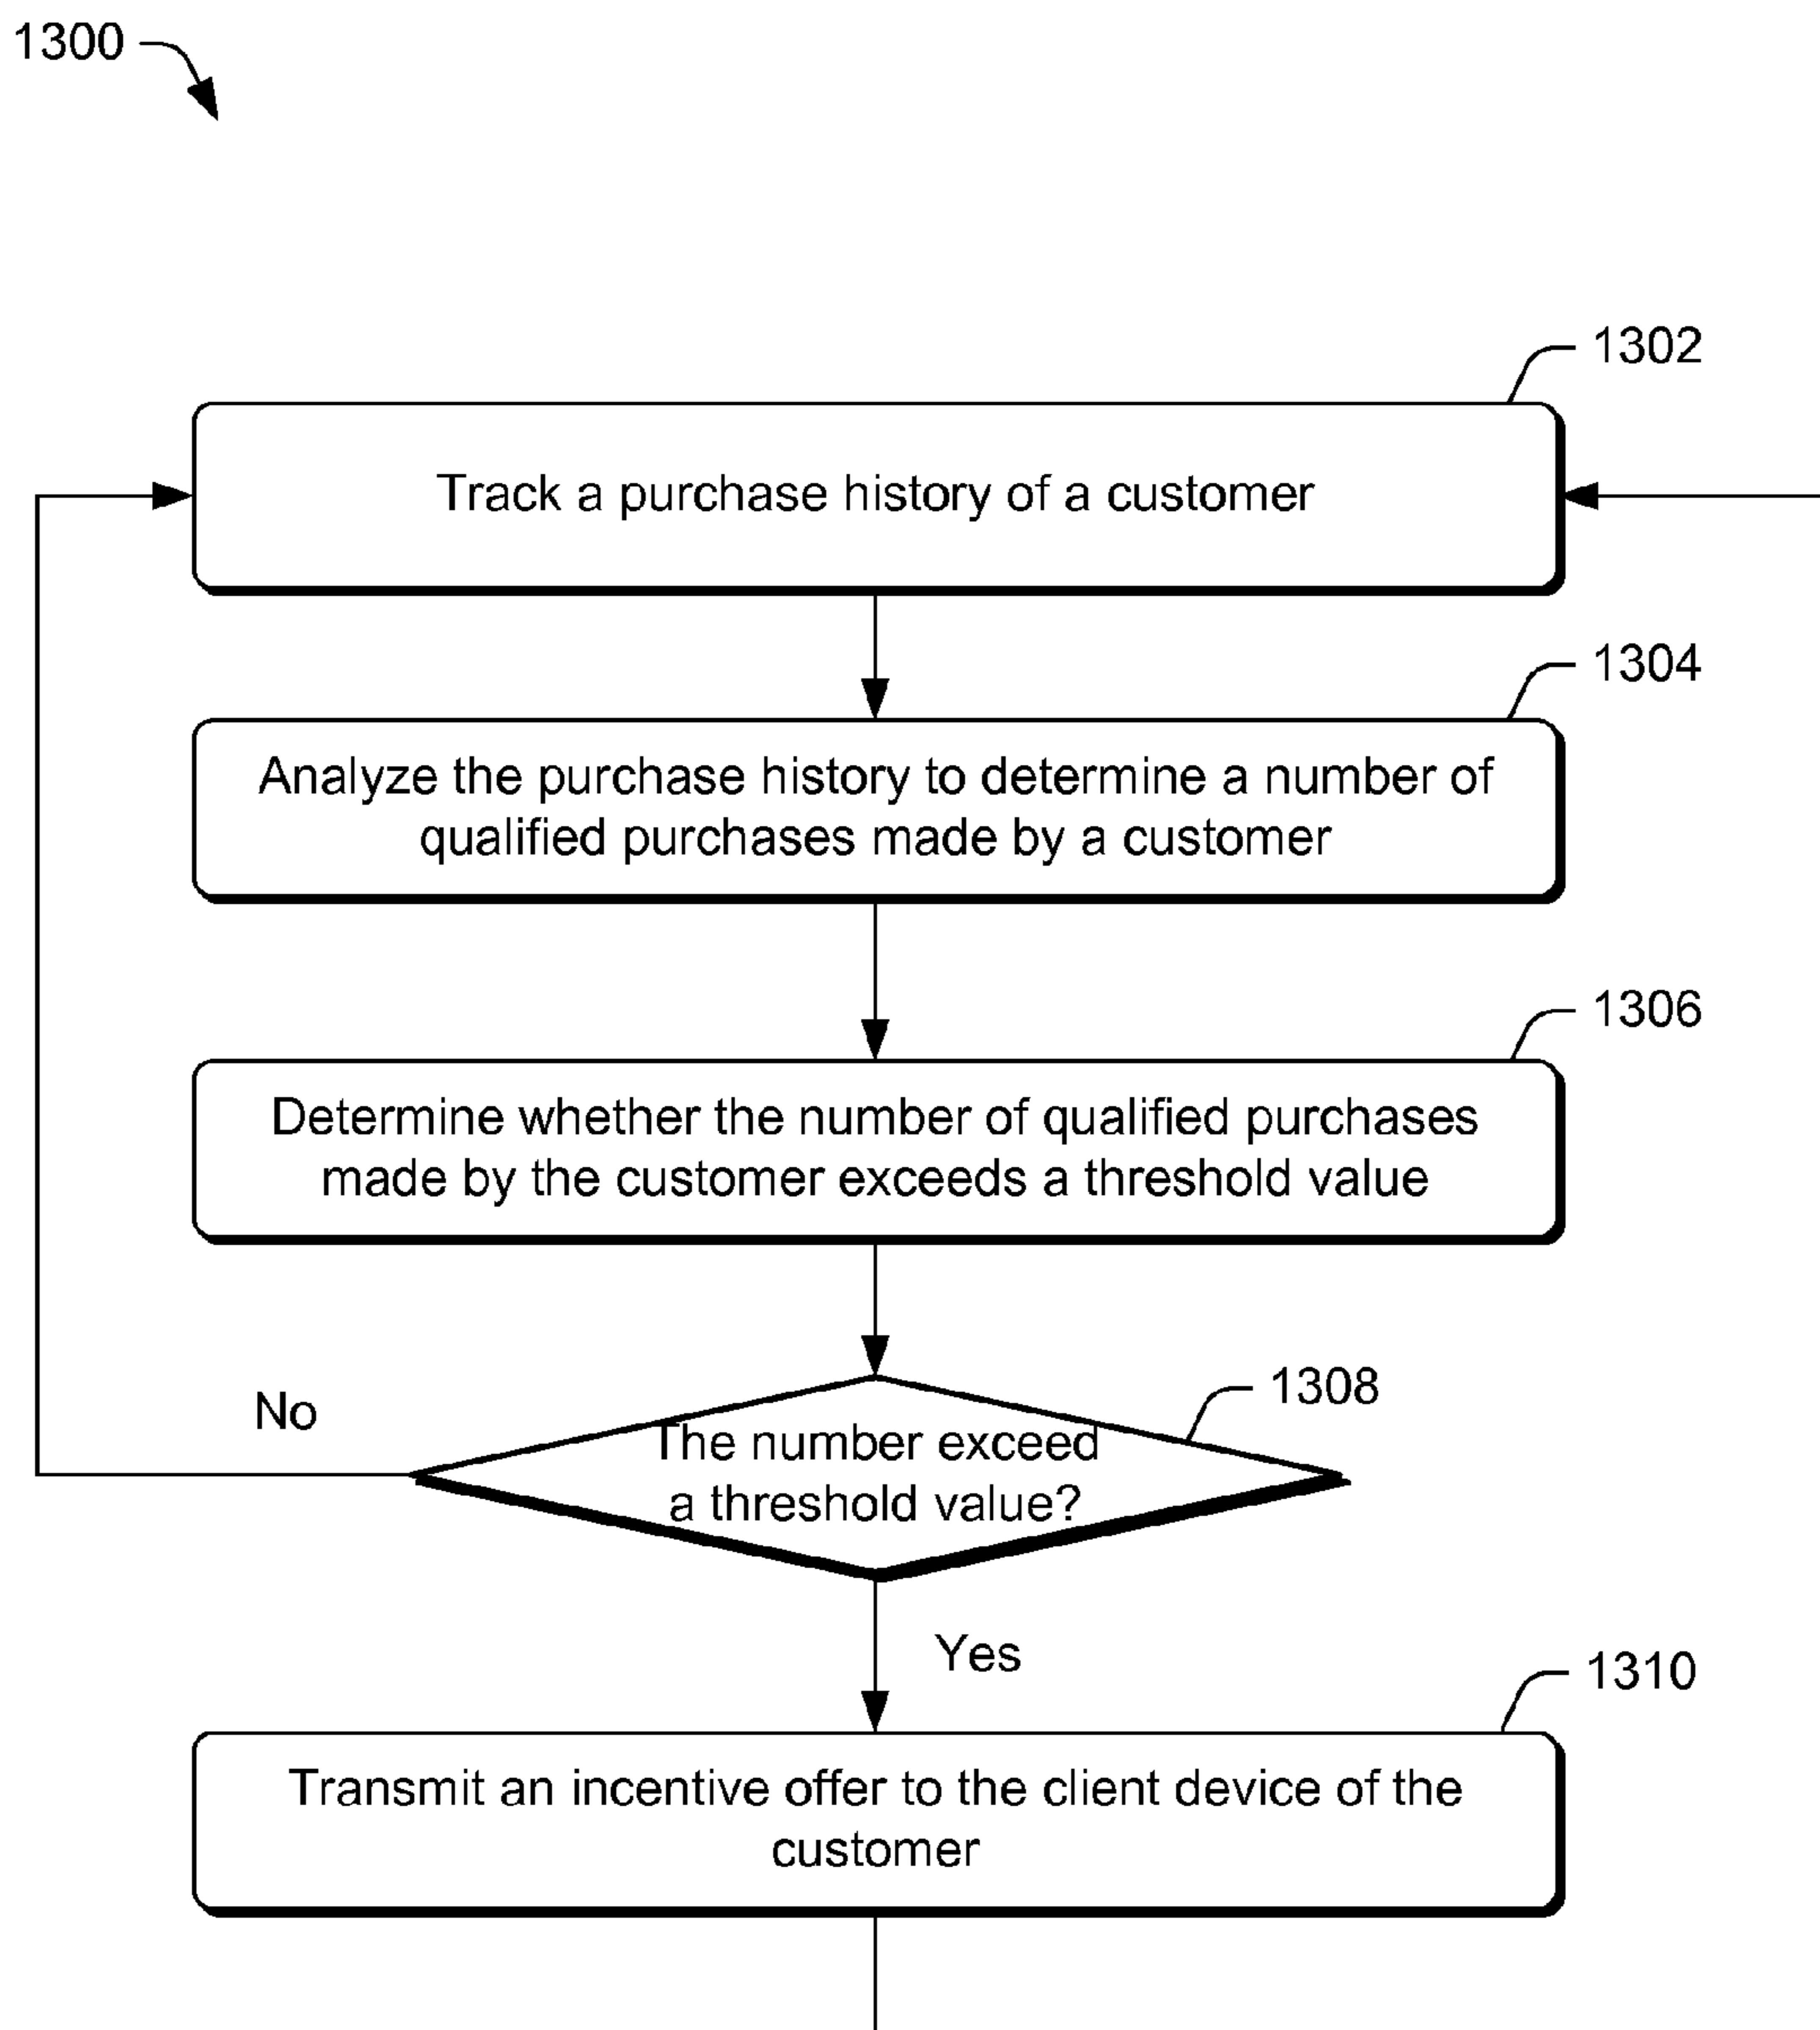 1300
1302
Track a purchase history of a customer
1304
Analyze the purchase history to determine a number of
qualified purchases made by a customer
1306
Determine whether the number of qualified purchases
made by the customer exceeds a threshold value
1308
No
The number exceed
a threshold value?
Yes
1310
Transmit an incentive offer to the client device of the
customer